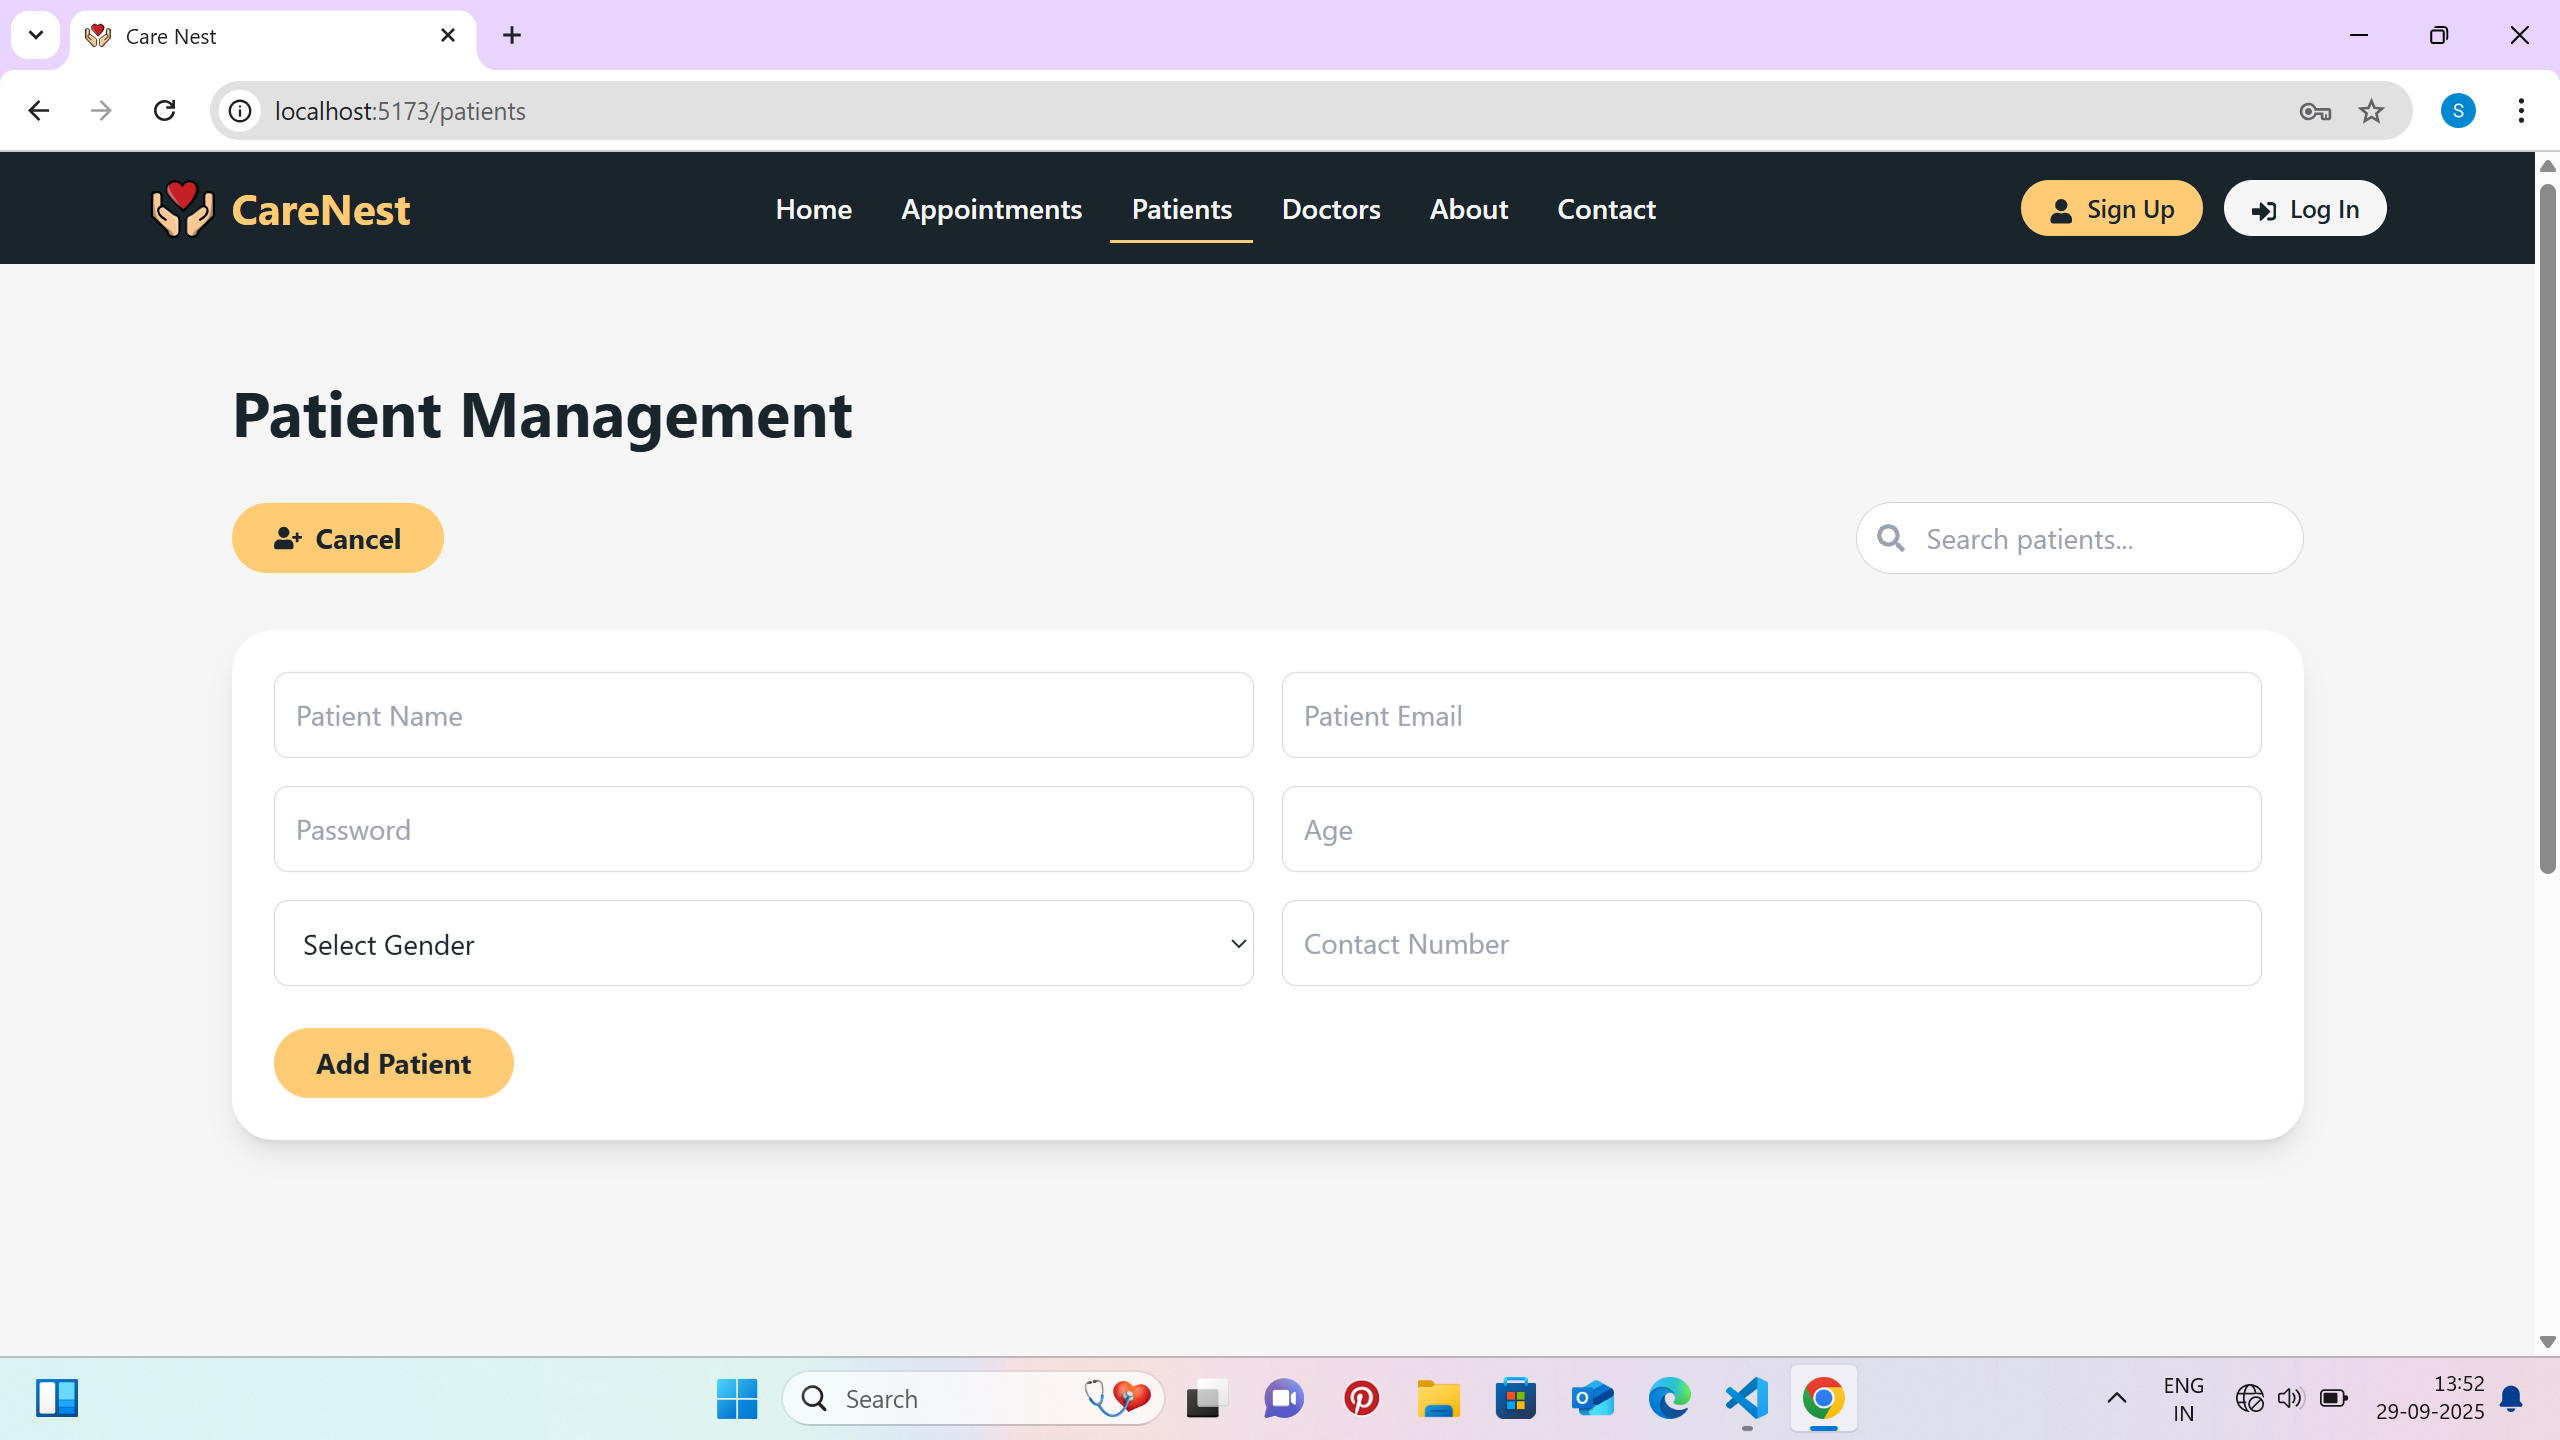 Care Nest
localhost:5173/patients
S
CareNest
Home
Appointments
Patients
Doctors
About
Contact
Sign Up
Log In
Patient Management
Cancel
Search patients...
Patient Name
Patient Email
Password
Age
Select Gender
Contact Number
Add Patient
Search
ENG
IN
13:52
29-09-2025